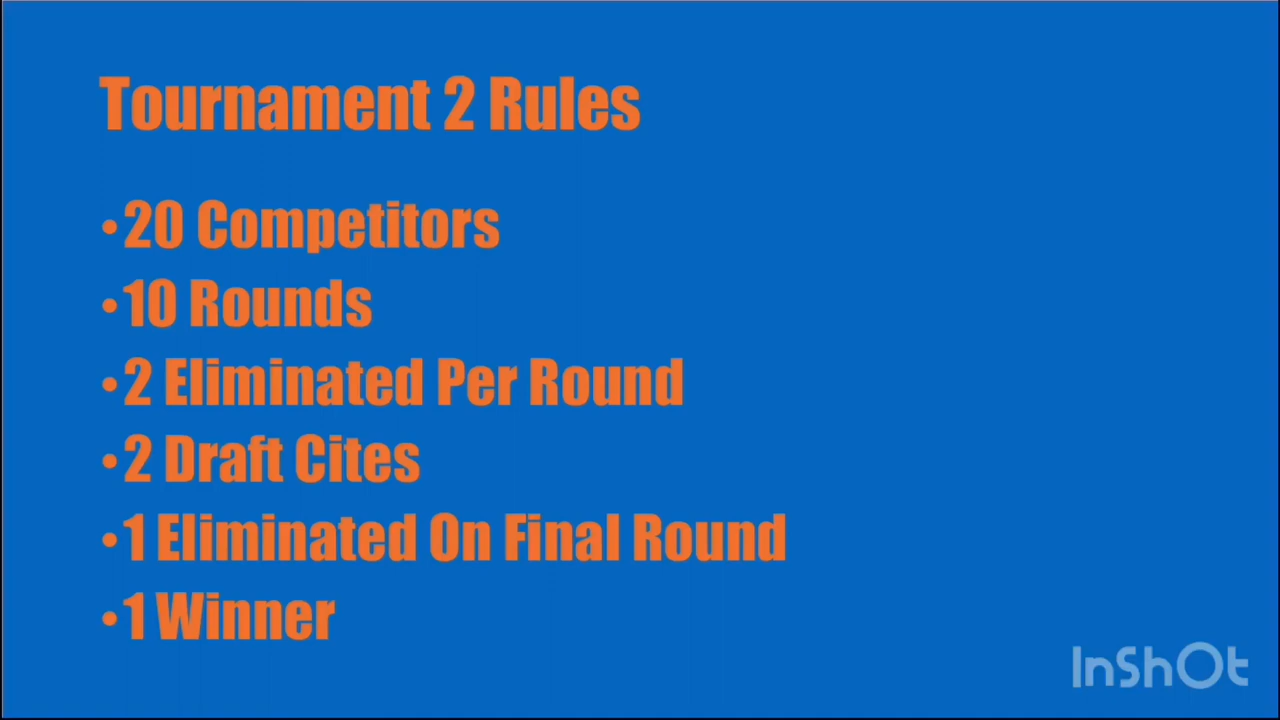 Tournament 2 Rules
•20 Competitors
•10 Rounds
•2 Eliminated Per Round
•2 Draft Cites
•1 Eliminated On Final Round
•1 Winner
InShOt